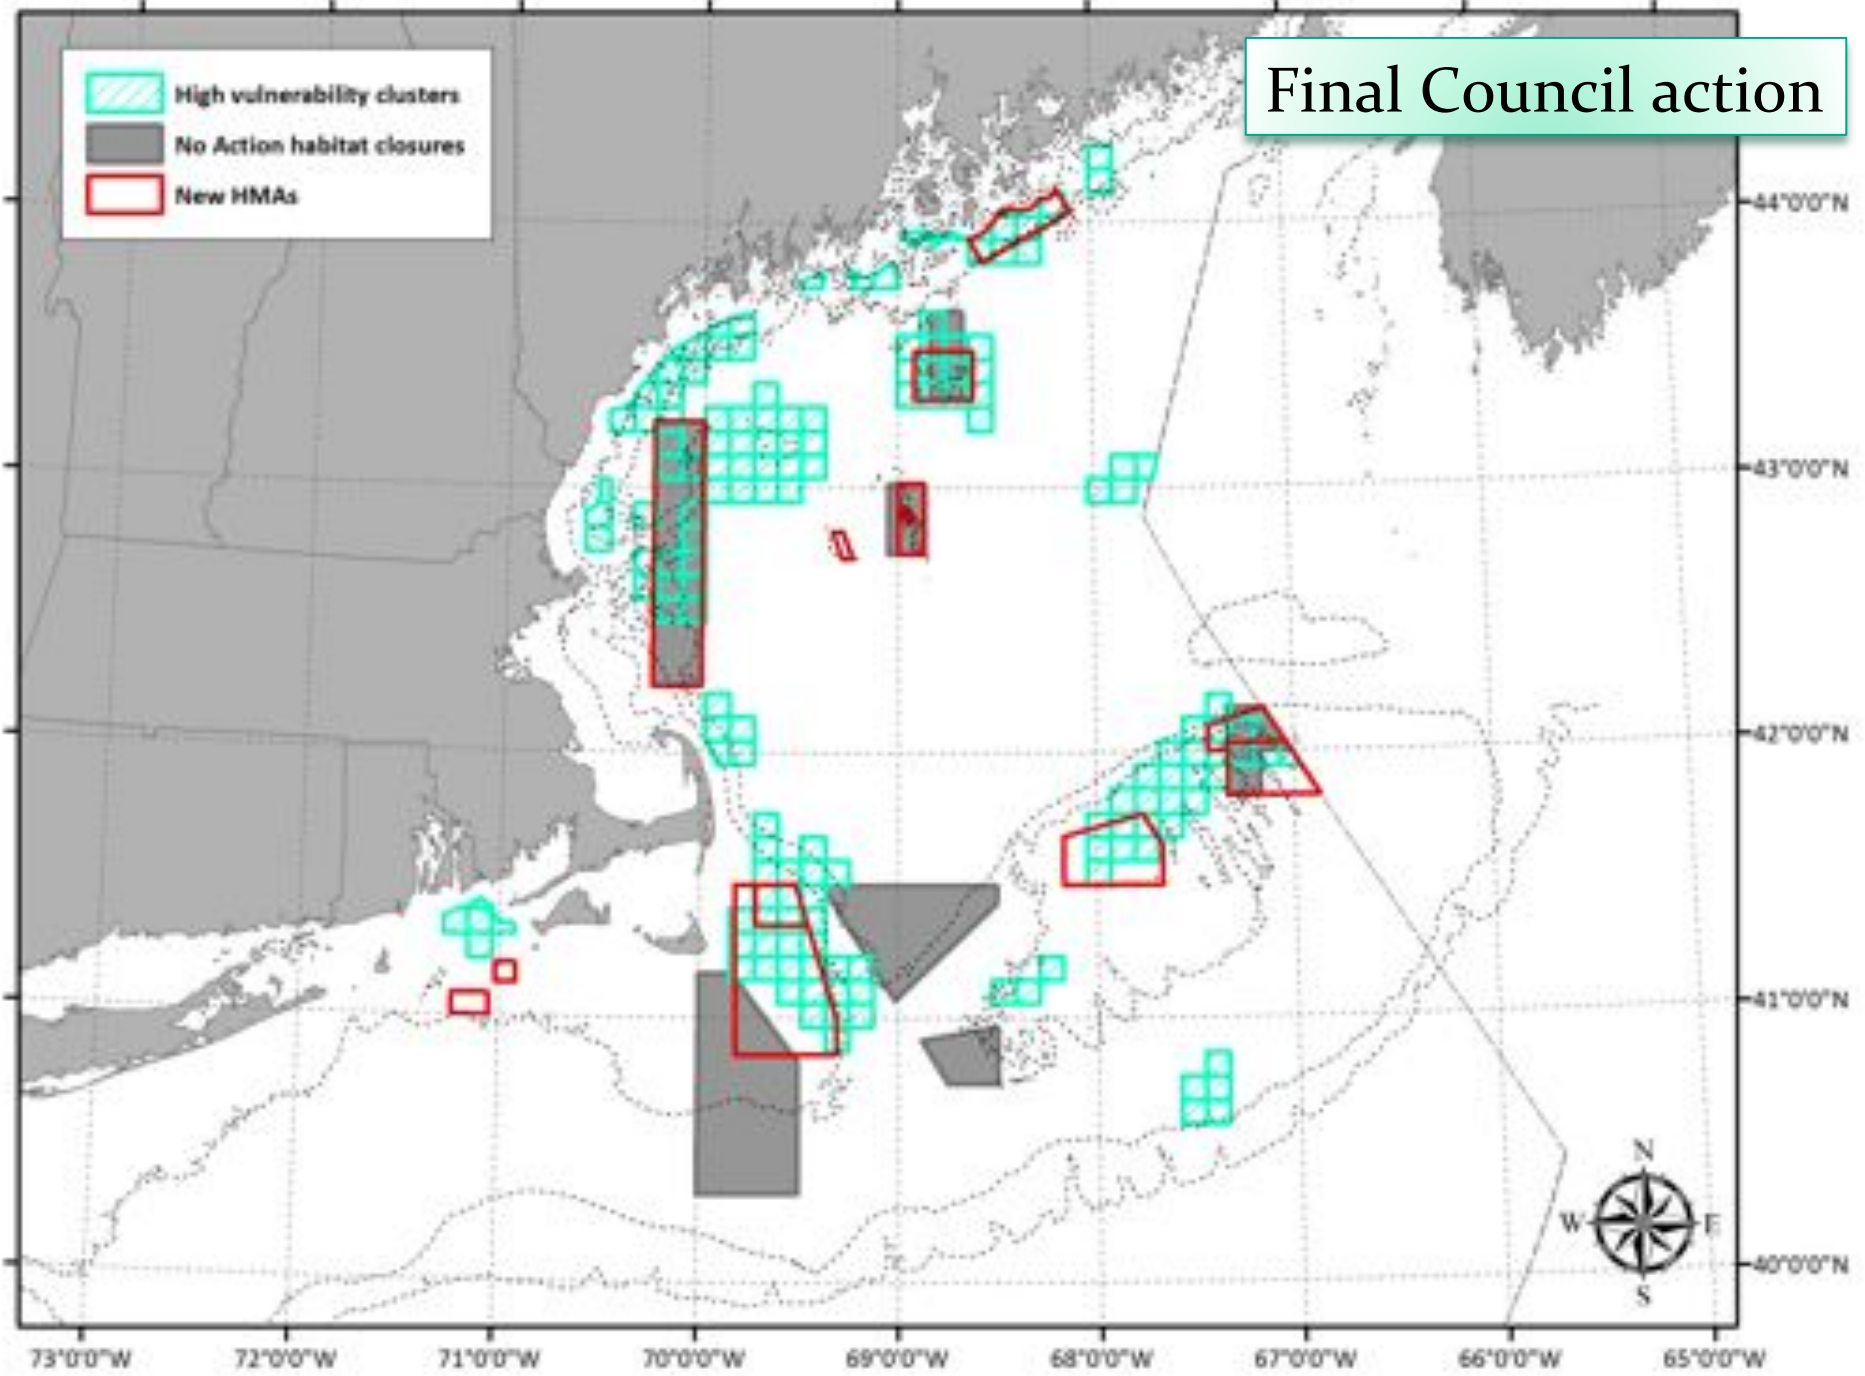 Final Council action
High vulnerability clusters
No Action habitat closures
New HMAs
44°0'0"N
43°0'0"N
42°0'0"N
41°0'0"N
40°0'0"N
N
W E
S
73°0'0"W 72°0'0"W 71°0'0"W 70°0'0"W 69°0'0"W 68°0'0"W 67°0'0"W 66°0'0"W 65°0'0"W